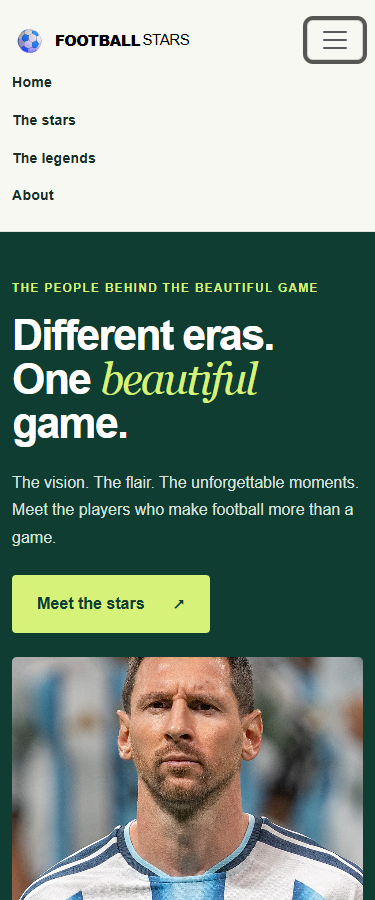 FOOTBALL STARS
Home
The stars
The legends
About
THE PEOPLE BEHIND THE BEAUTIFUL GAME
Different eras.
One beautiful
game.
The vision. The flair. The unforgettable moments.
Meet the players who make football more than a
game.
Meet the stars ↗